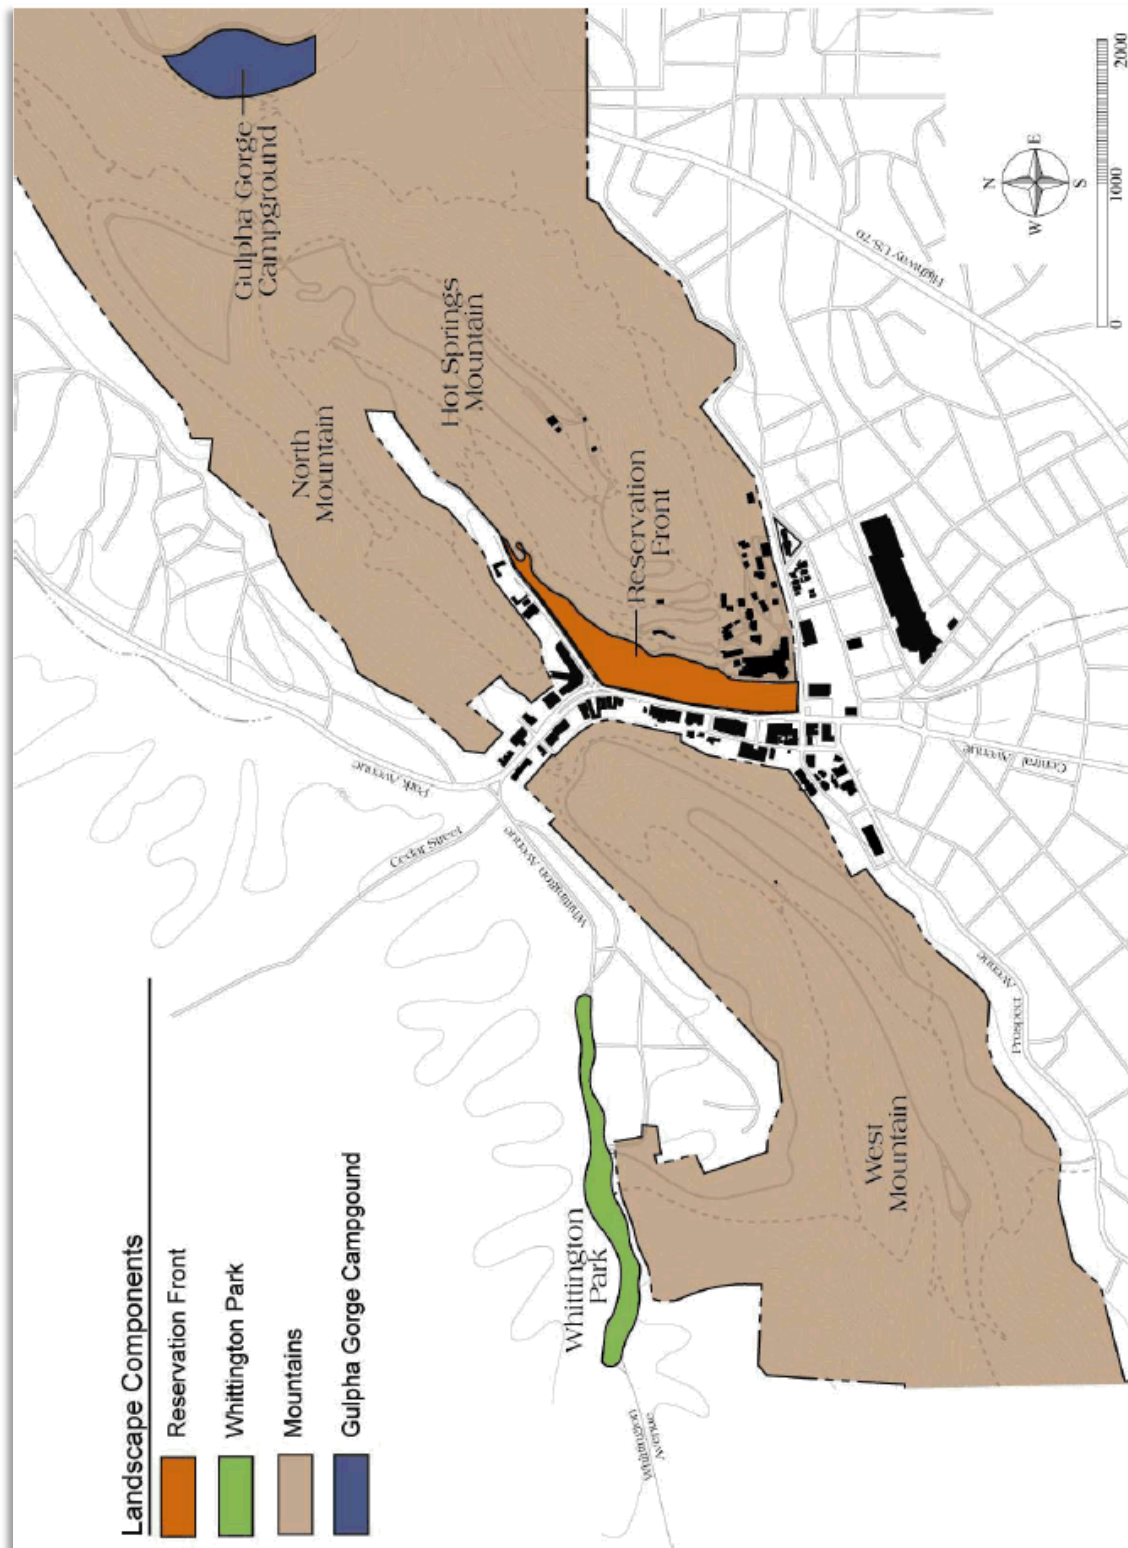 Landscape Components
Reservation Front
Whittington Park
Mountains
Gulpha Gorge Campgound
Gulpha Gorge
Campground
North
Mountain
Hot Springs
Mountain
Reservation
Front
Whittington
Park
West
Mountain
Park Avenue
Cedar Street
Whittington Avenue
Whittington
Avenue
Central Avenue
Prospect Avenue
Highway US-70
N
E
S
W
0
1000
2000